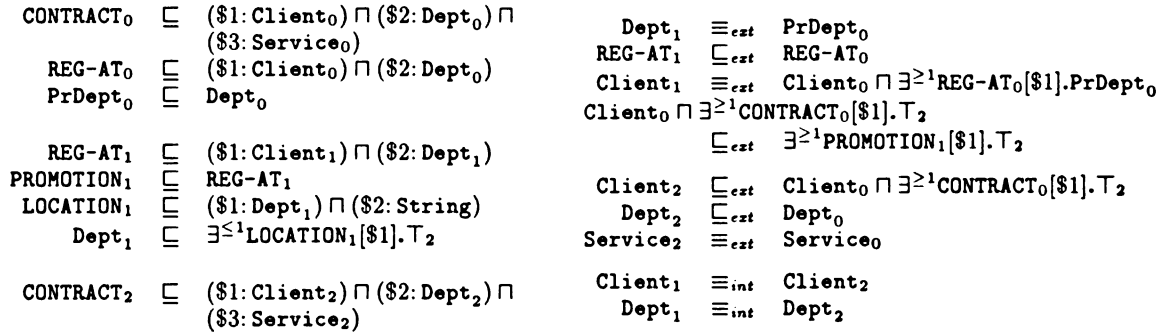 CONTRACT₀ ⊑ ($1: Client₀) ⊓ ($2: Dept₀) ⊓
($3: Service₀)
REG-AT₀ ⊑ ($1: Client₀) ⊓ ($2: Dept₀)
PrDept₀ ⊑ Dept₀
REG-AT₁ ⊑ ($1: Client₁) ⊓ ($2: Dept₁)
PROMOTION₁ ⊑ REG-AT₁
LOCATION₁ ⊑ ($1: Dept₁) ⊓ ($2: String)
Dept₁ ⊑ ∃≤¹LOCATION₁[$1].⊤₂
CONTRACT₂ ⊑ ($1: Client₂) ⊓ ($2: Dept₂) ⊓
($3: Service₂)
Dept₁ ≡ext PrDept₀
REG-AT₁ ⊑ext REG-AT₀
Client₁ ≡ext Client₀ ⊓ ∃≥¹REG-AT₀[$1].PrDept₀
Client₀ ⊓ ∃≥¹CONTRACT₀[$1].⊤₂
⊑ext ∃≥¹PROMOTION₁[$1].⊤₂
Client₂ ⊑ext Client₀ ⊓ ∃≥¹CONTRACT₀[$1].⊤₂
Dept₂ ⊑ext Dept₀
Service₂ ≡ext Service₀
Client₁ ≡int Client₂
Dept₁ ≡int Dept₂